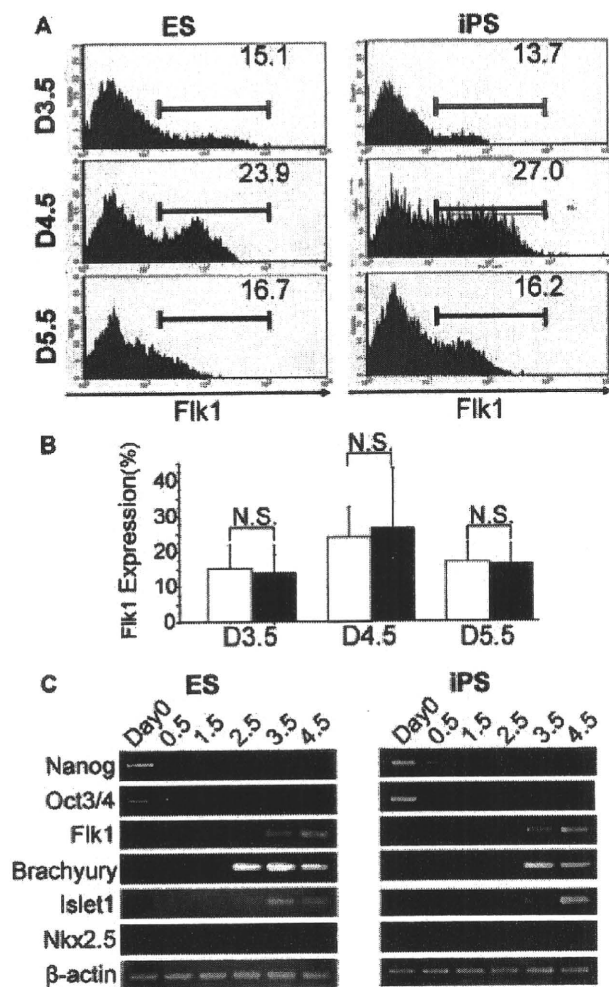 A
ES
iPS
D3.5
15.1
13.7
D4.5
23.9
27.0
D5.5
16.7
16.2
Flk1
Flk1
B
Flk1 Expression(%)
40
30
20
10
0
N.S.
N.S.
N.S.
D3.5
D4.5
D5.5
C
ES
iPS
Day0 0.5 1.5 2.5 3.5 4.5
Day0 0.5 1.5 2.5 3.5 4.5
Nanog
Oct3/4
Flk1
Brachyury
Islet1
Nkx2.5
β-actin